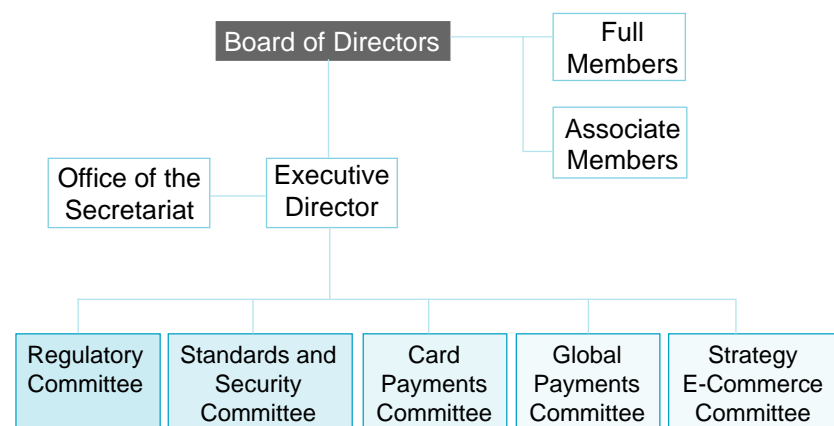 Board of Directors
Full
Members
Associate
Members
Office of the
Secretariat
Executive
Director
Regulatory
Committee
Standards and
Security
Committee
Card
Payments
Committee
Global
Payments
Committee
Strategy
E-Commerce
Committee